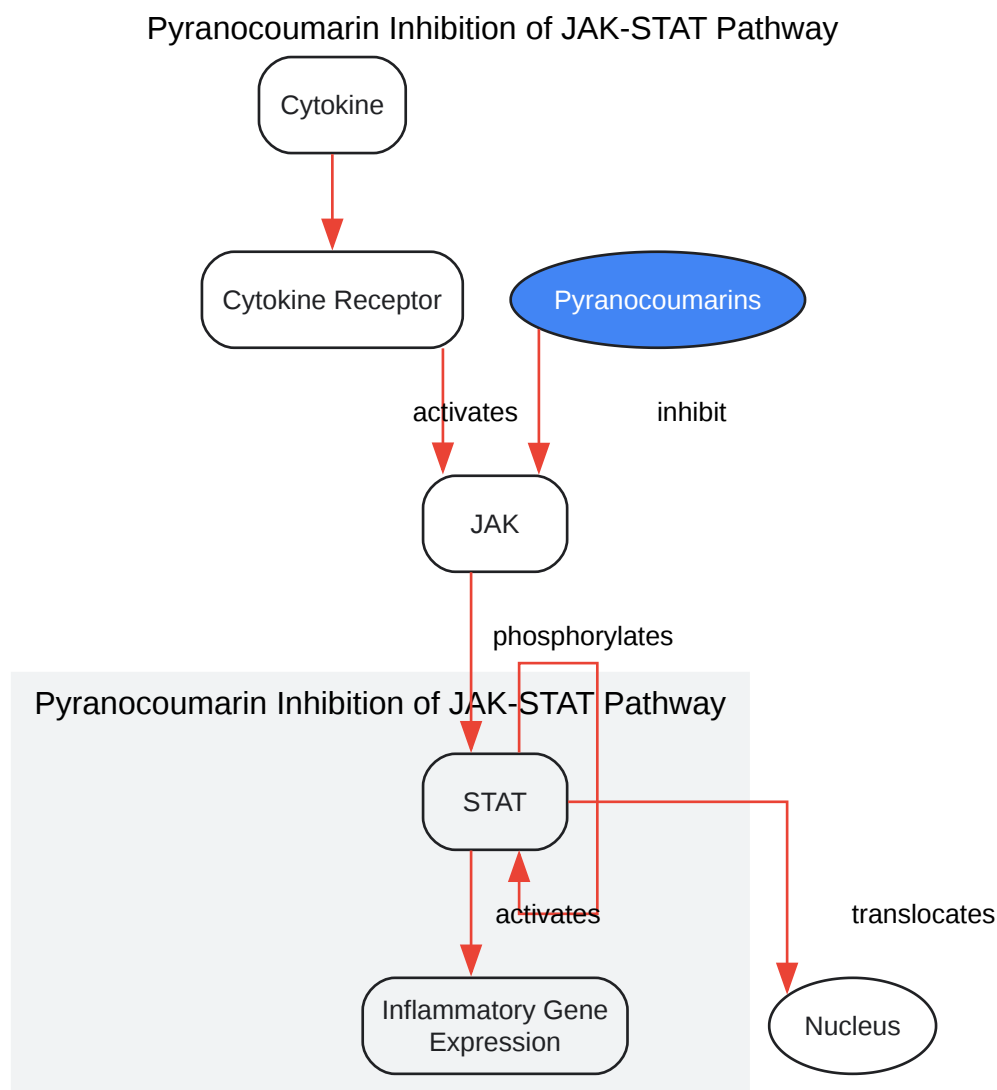 Pyranocoumarin Inhibition of JAK-STAT Pathway
Cytokine
Cytokine Receptor
Pyranocoumarins
activates
inhibit
JAK
phosphorylates
Pyranocoumarin Inhibition of JAK-STAT Pathway
STAT
activates
translocates
Inflammatory Gene
Expression
Nucleus